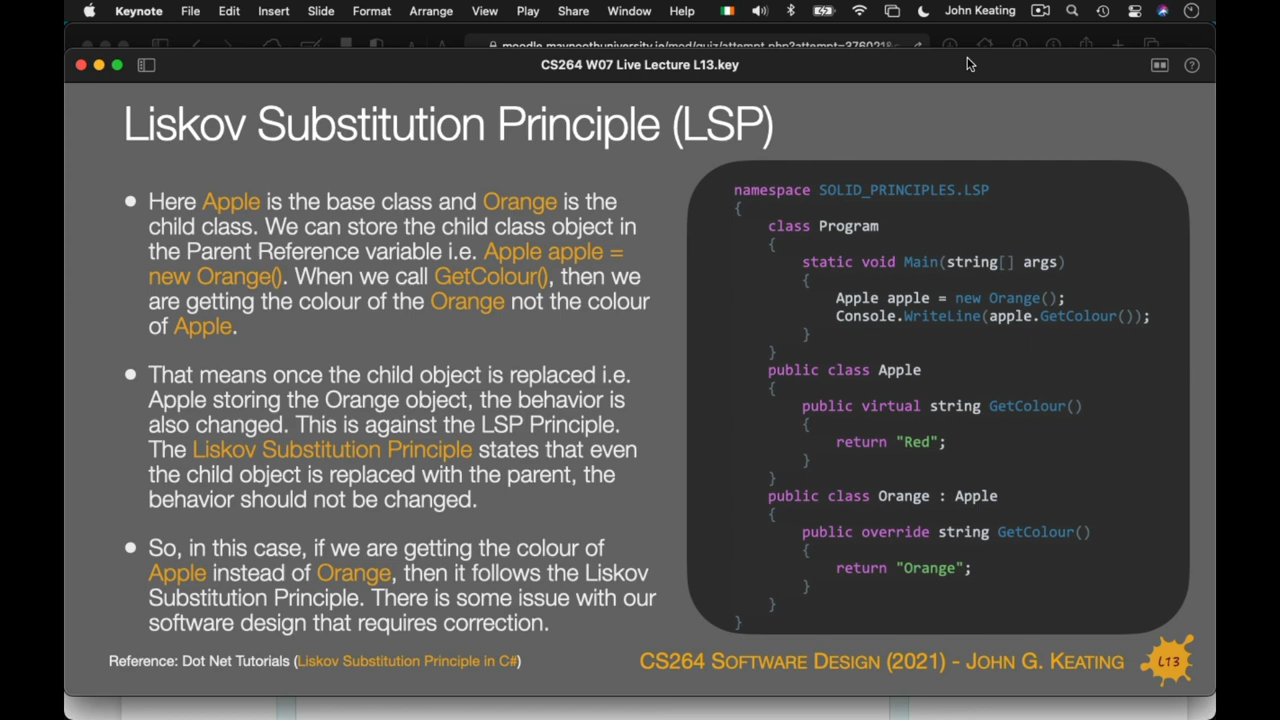 Keynote File Edit Insert Slide Format Arrange View Play Share Window Help John Keating
moodle.maynoothuniversity.ie/mod/quiz/attempt.php?attempt=376021&
CS264 W07 Live Lecture L13.key
Liskov Substitution Principle (LSP)
• Here Apple is the base class and Orange is the
child class. We can store the child class object in
the Parent Reference variable i.e. Apple apple =
new Orange(). When we call GetColour(), then we
are getting the colour of the Orange not the colour
of Apple.
• That means once the child object is replaced i.e.
Apple storing the Orange object, the behavior is
also changed. This is against the LSP Principle.
The Liskov Substitution Principle states that even
the child object is replaced with the parent, the
behavior should not be changed.
• So, in this case, if we are getting the colour of
Apple instead of Orange, then it follows the Liskov
Substitution Principle. There is some issue with our
software design that requires correction.
namespace SOLID_PRINCIPLES.LSP
{
class Program
{
static void Main(string[] args)
{
Apple apple = new Orange();
Console.WriteLine(apple.GetColour());
}
}
public class Apple
{
public virtual string GetColour()
{
return "Red";
}
}
public class Orange : Apple
{
public override string GetColour()
{
return "Orange";
}
}
}
Reference: Dot Net Tutorials (Liskov Substitution Principle in C#)
CS264 Software Design (2021) - John G. Keating
L13